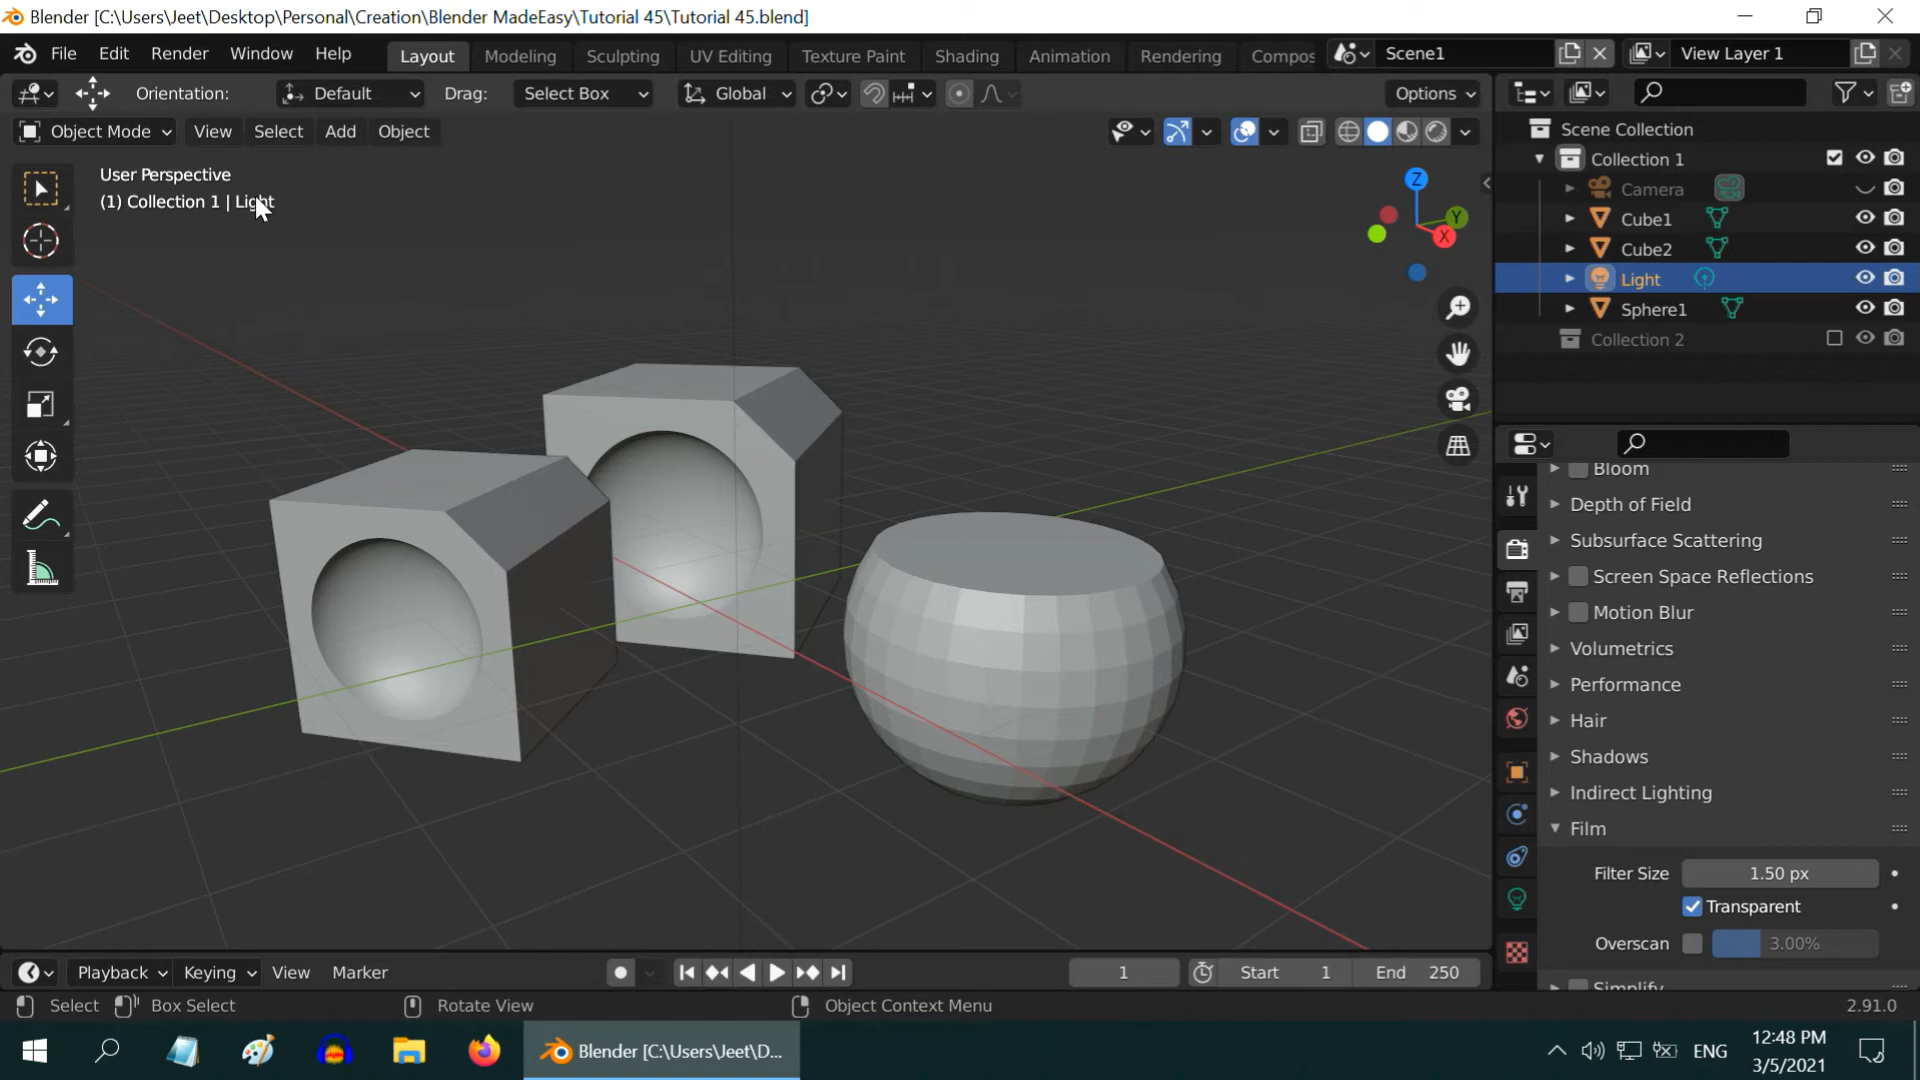 Blender [C:\Users\Jeet\Desktop\Personal\Creation\Blender MadeEasy\Tutorial 45\Tutorial 45.blend]
File Edit Render Window Help Layout Modeling Sculpting UV Editing Texture Paint Shading Animation Rendering Compos Scene1 View Layer 1
Orientation: Default Drag: Select Box Global Options
Object Mode View Select Add Object
User Perspective
(1) Collection 1 | Light
Z
Y
X
Scene Collection
Collection 1
Camera
Cube1
Cube2
Light
Sphere1
Collection 2
Bloom
Depth of Field
Subsurface Scattering
Screen Space Reflections
Motion Blur
Volumetrics
Performance
Hair
Shadows
Indirect Lighting
Film
Filter Size 1.50 px
Transparent
Overscan 3.00%
Simplify
Playback Keying View Marker 1 Start 1 End 250
Select Box Select Rotate View Object Context Menu 2.91.0
Blender [C:\Users\Jeet\D... ENG 12:48 PM
3/5/2021